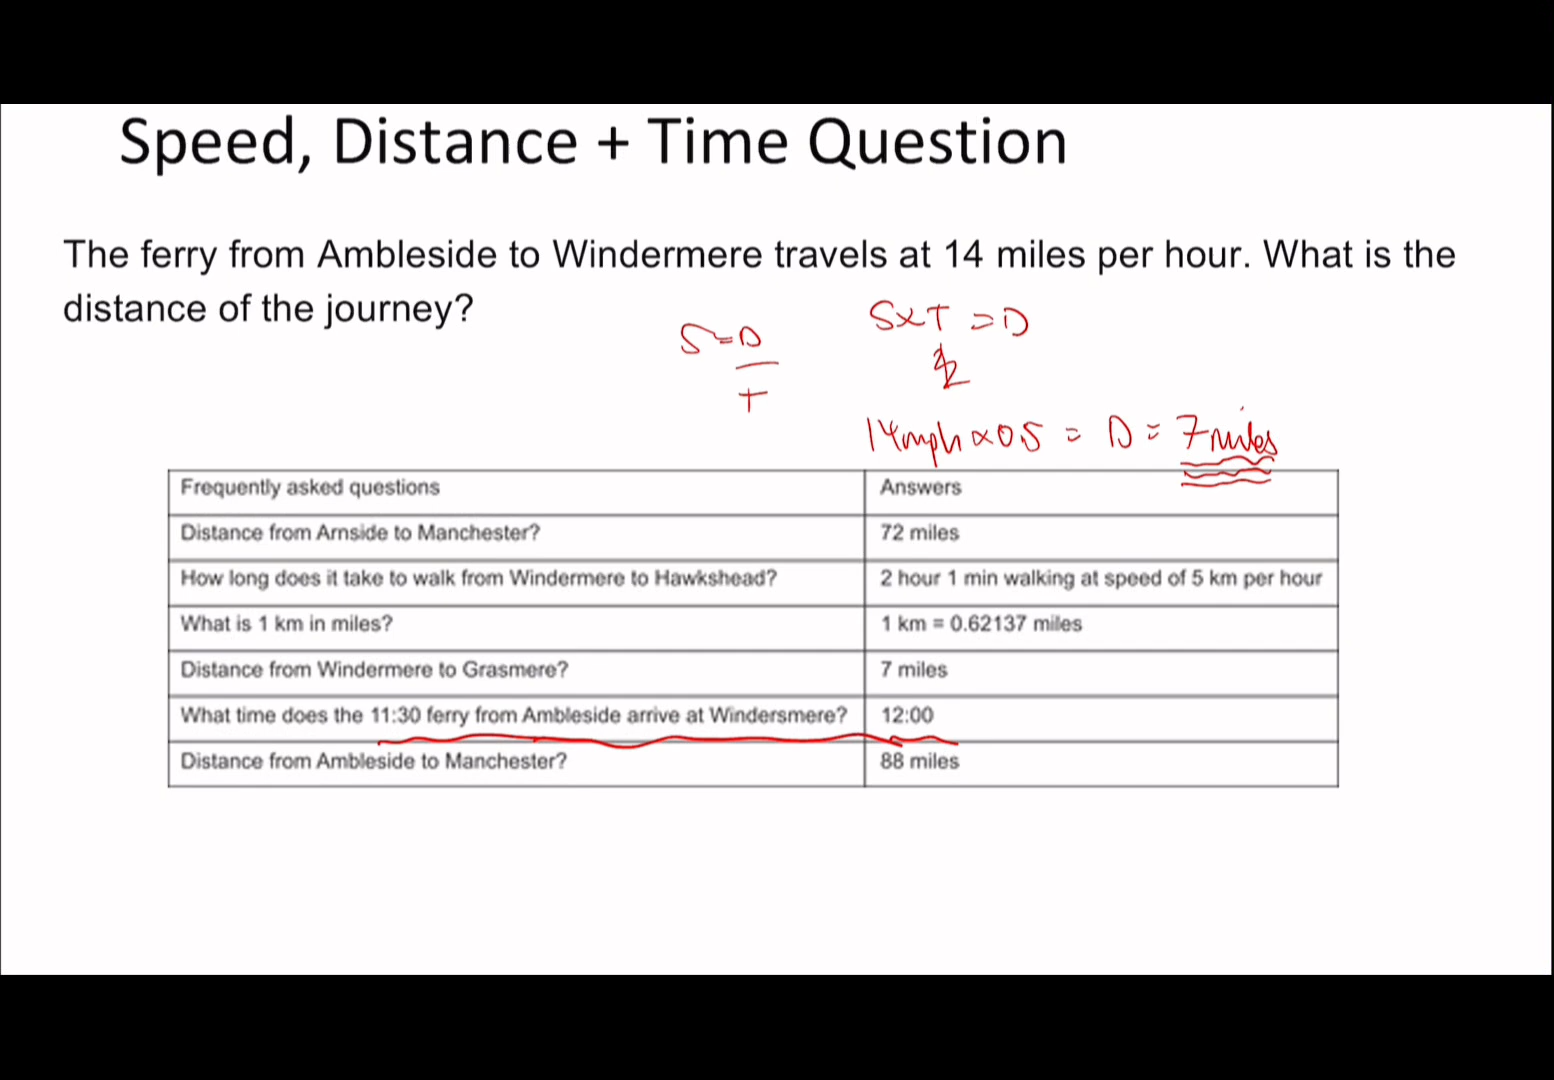 Speed, Distance + Time Question
The ferry from Ambleside to Windermere travels at 14 miles per hour. What is the
distance of the journey?
S = D
T
S x T = D
14mph x 0.5 = D = 7 miles
Frequently asked questions Answers
Distance from Arnside to Manchester? 72 miles
How long does it take to walk from Windermere to Hawkshead? 2 hour 1 min walking at speed of 5 km per hour
What is 1 km in miles? 1 km = 0.62137 miles
Distance from Windermere to Grasmere? 7 miles
What time does the 11:30 ferry from Ambleside arrive at Windersmere? 12:00
Distance from Ambleside to Manchester? 88 miles